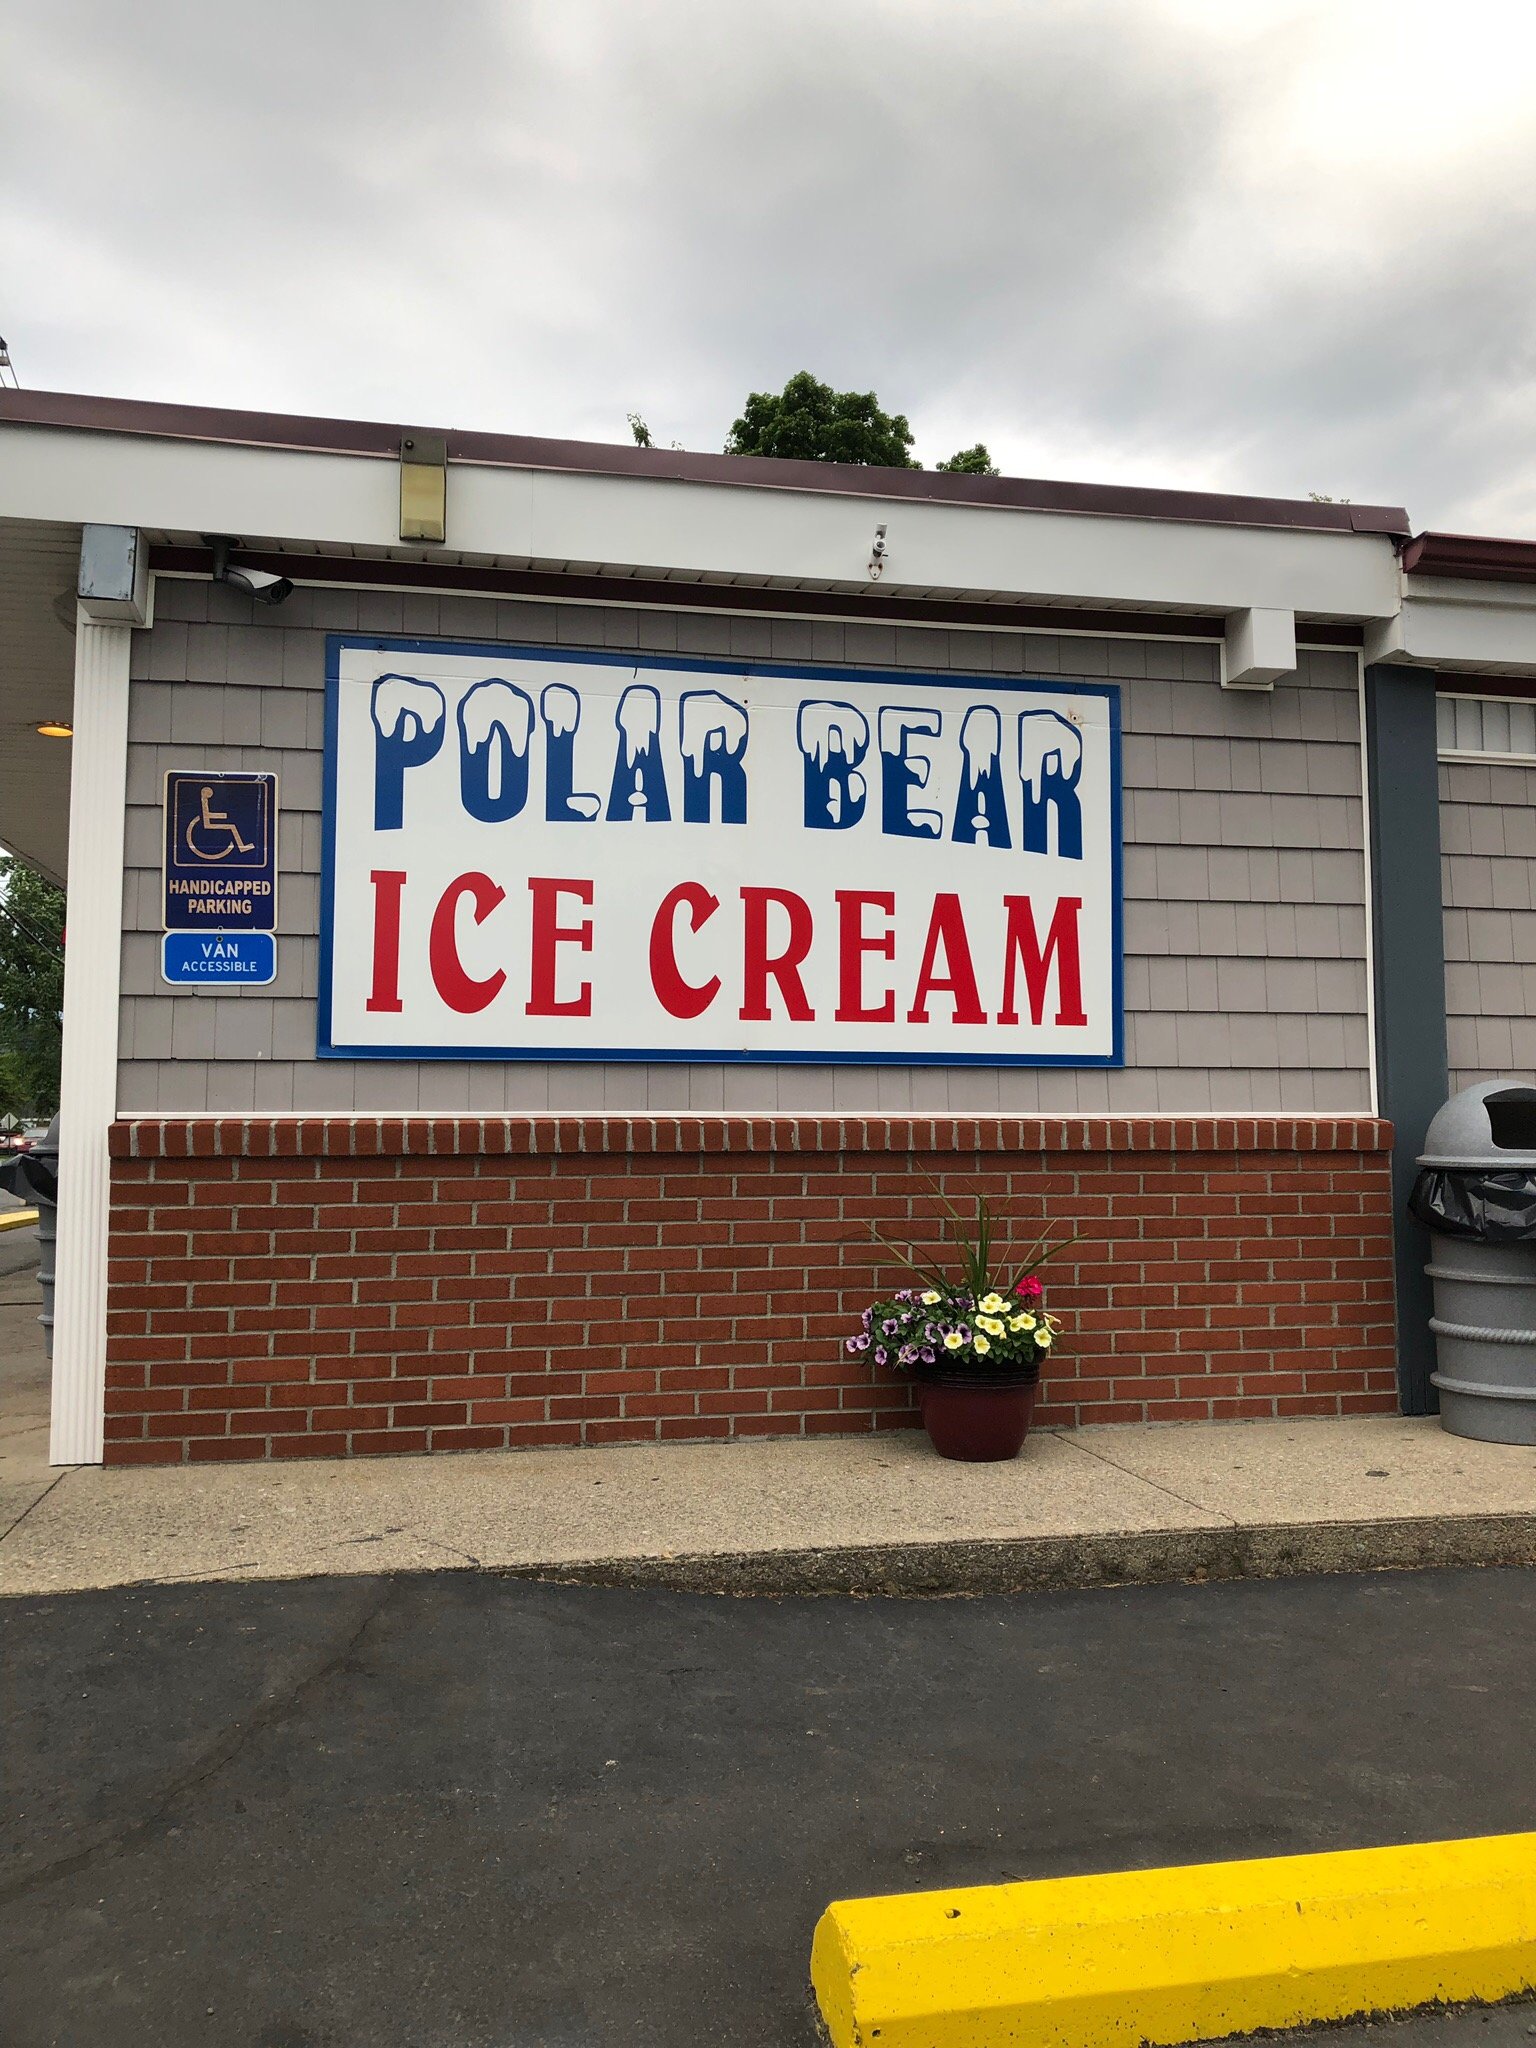 POLAR BEAR
ICE CREAM
HANDICAPPED
PARKING
VAN
ACCESSIBLE